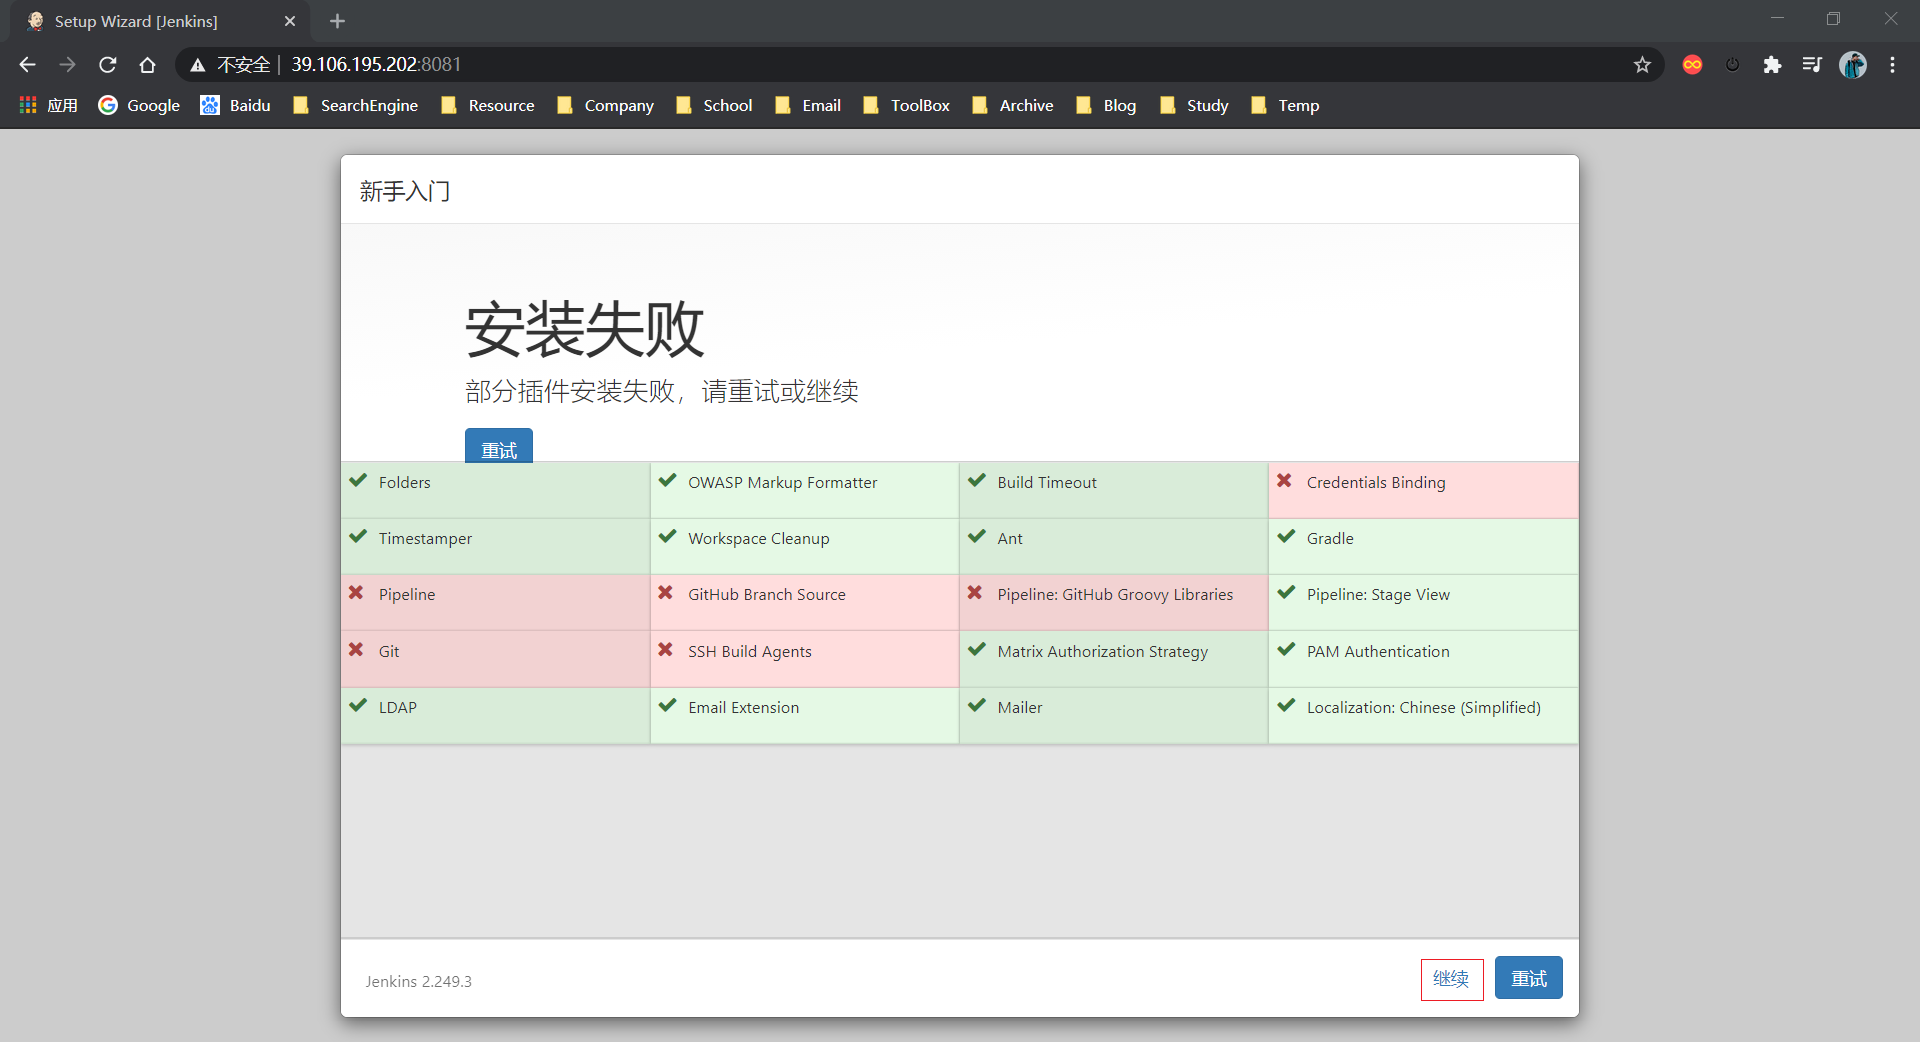 Setup Wizard [Jenkins]
不安全 | 39.106.195.202:8081
应用 Google Baidu SearchEngine Resource Company School Email ToolBox Archive Blog Study Temp
新手入门
安装失败
部分插件安装失败，请重试或继续
重试
Folders OWASP Markup Formatter Build Timeout Credentials Binding
Timestamper Workspace Cleanup Ant Gradle
Pipeline GitHub Branch Source Pipeline: GitHub Groovy Libraries Pipeline: Stage View
Git SSH Build Agents Matrix Authorization Strategy PAM Authentication
LDAP Email Extension Mailer Localization: Chinese (Simplified)
Jenkins 2.249.3 继续 重试